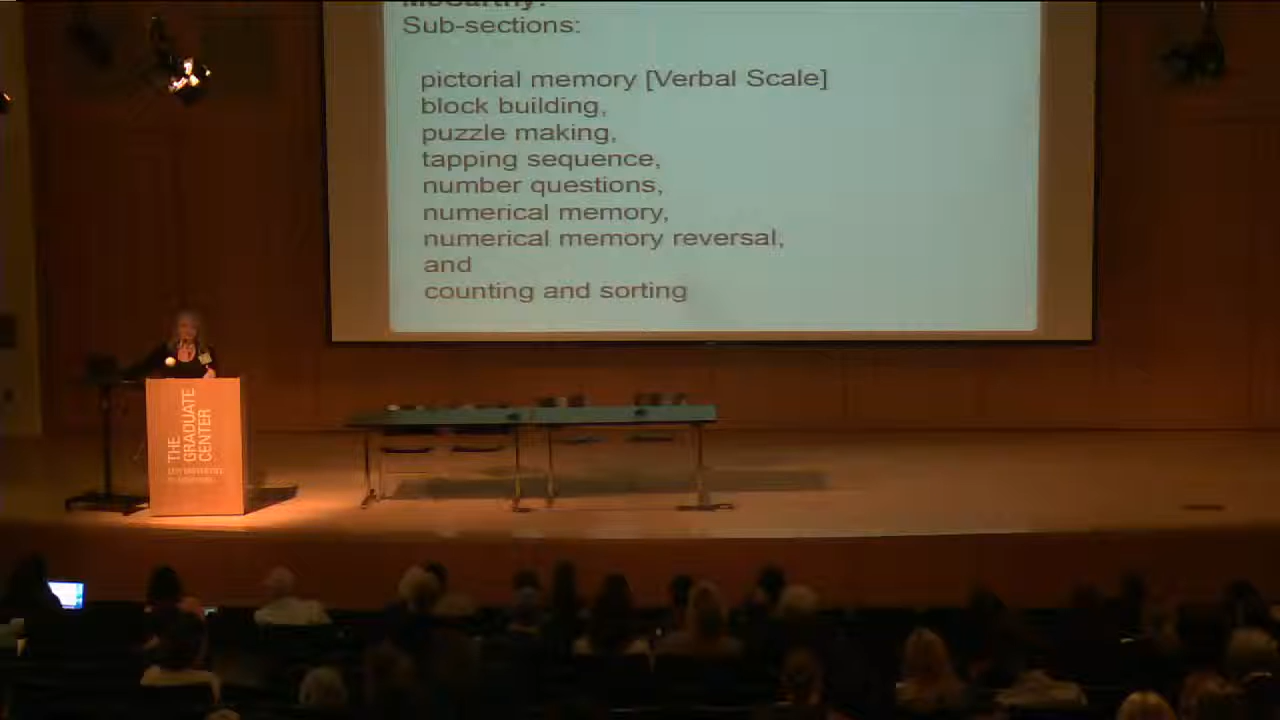 McCarthy:
Sub-sections:
pictorial memory [Verbal Scale]
block building,
puzzle making,
tapping sequence,
number questions,
numerical memory,
numerical memory reversal,
and
counting and sorting
THE
GRADUATE
CENTER